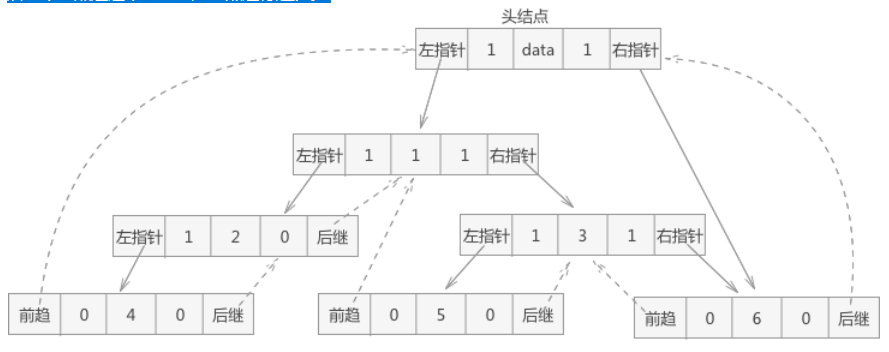 头结点
左指针 1 data 1 右指针
左指针 1 1 1 右指针
左指针 1 2 0 后继
左指针 1 3 1 右指针
前趋 0 4 0 后继
前趋 0 5 0 后继
前趋 0 6 0 后继